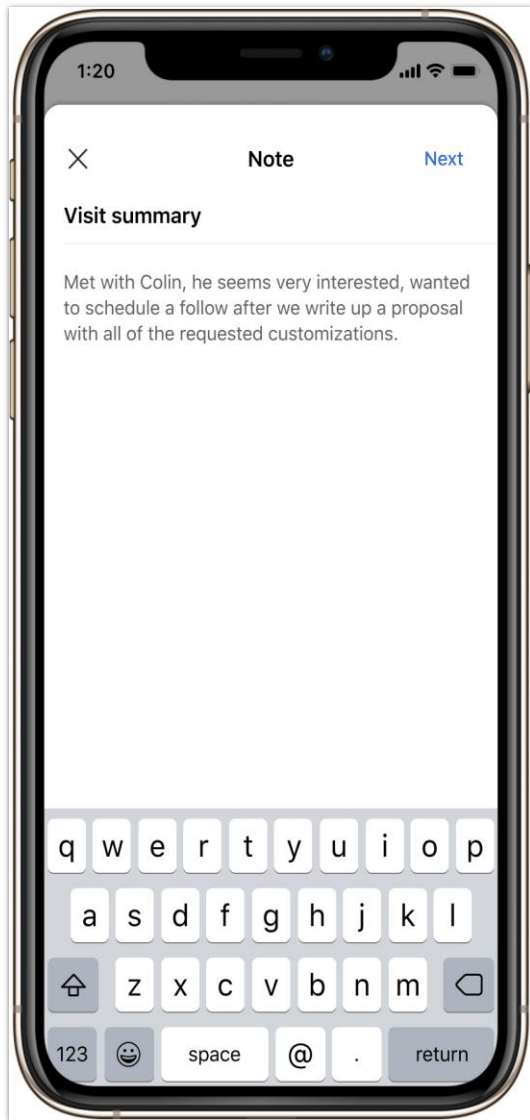 1:20
Note
Next
Visit summary
Met with Colin, he seems very interested, wanted
to schedule a follow after we write up a proposal
with all of the requested customizations.
q w e r t y u i o p
a s d f g h j k l
z x c v b n m
123 space @ . return